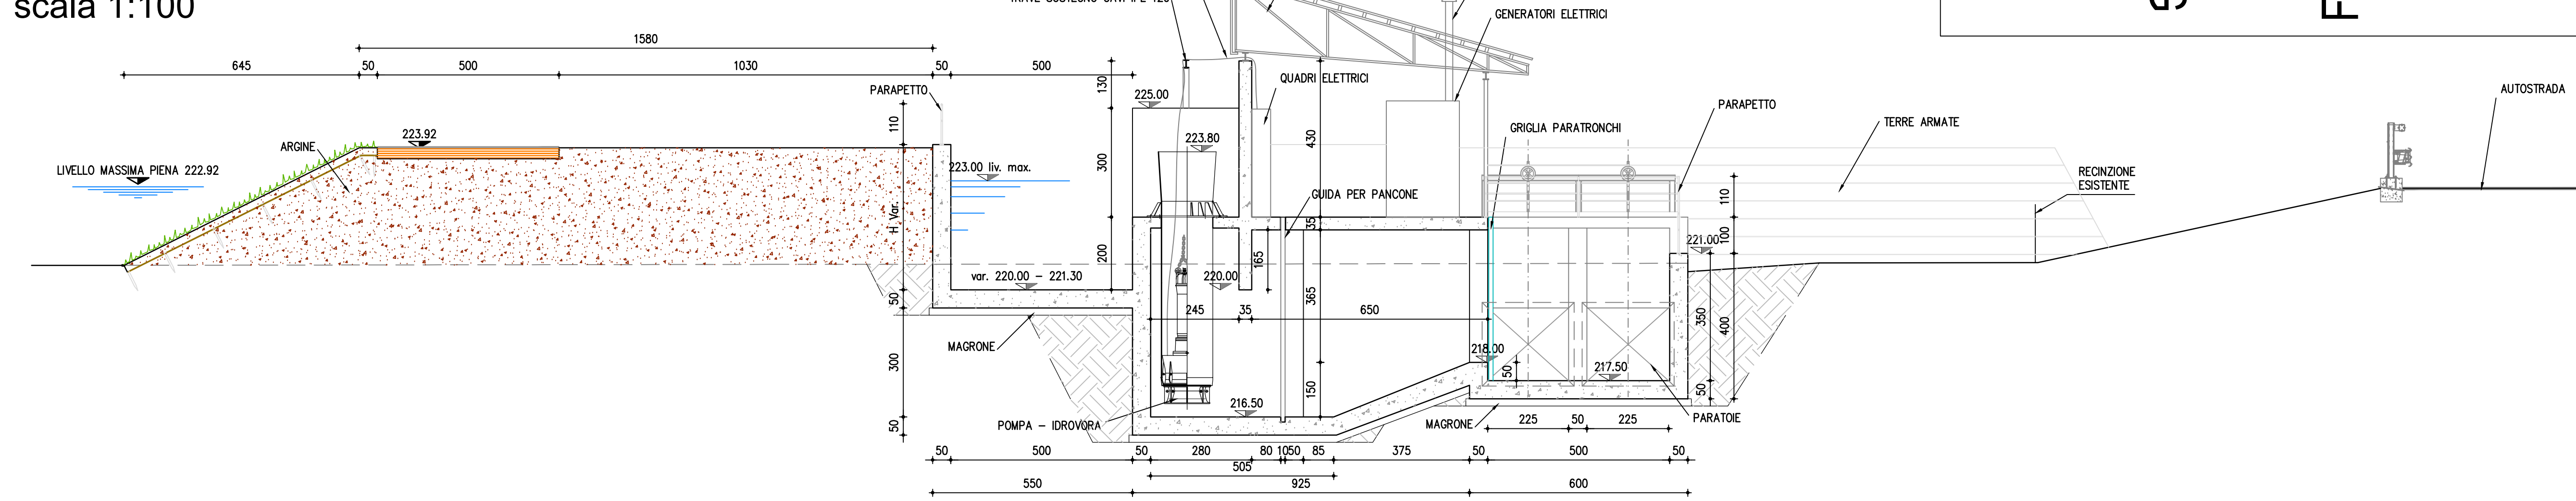 scala 1:100
TRAVE SOSTEGNO CAVI IPE 120
GENERATORI ELETTRICI
1580
645
50
500
1030
50
500
130
QUADRI ELETTRICI
PARAPETTO
225.00
PARAPETTO
AUTOSTRADA
110
223.92
ARGINE
223.80
430
GRIGLIA PARATRONCHI
TERRE ARMATE
LIVELLO MASSIMA PIENA 222.92
223.00 liv. max.
300
RECINZIONE
ESISTENTE
GUIDA PER PANCONE
110
H Var.
35
221.00
100
200
165
var. 220.00 - 221.30
220.00
50
365
245
35
650
350
400
MAGRONE
218.00
300
50
217.50
150
50
216.50
POMPA - IDROVORA
50
MAGRONE
225
50
225
PARATOIE
50
500
50
280
80
10
50
85
375
50
500
50
505
550
925
600